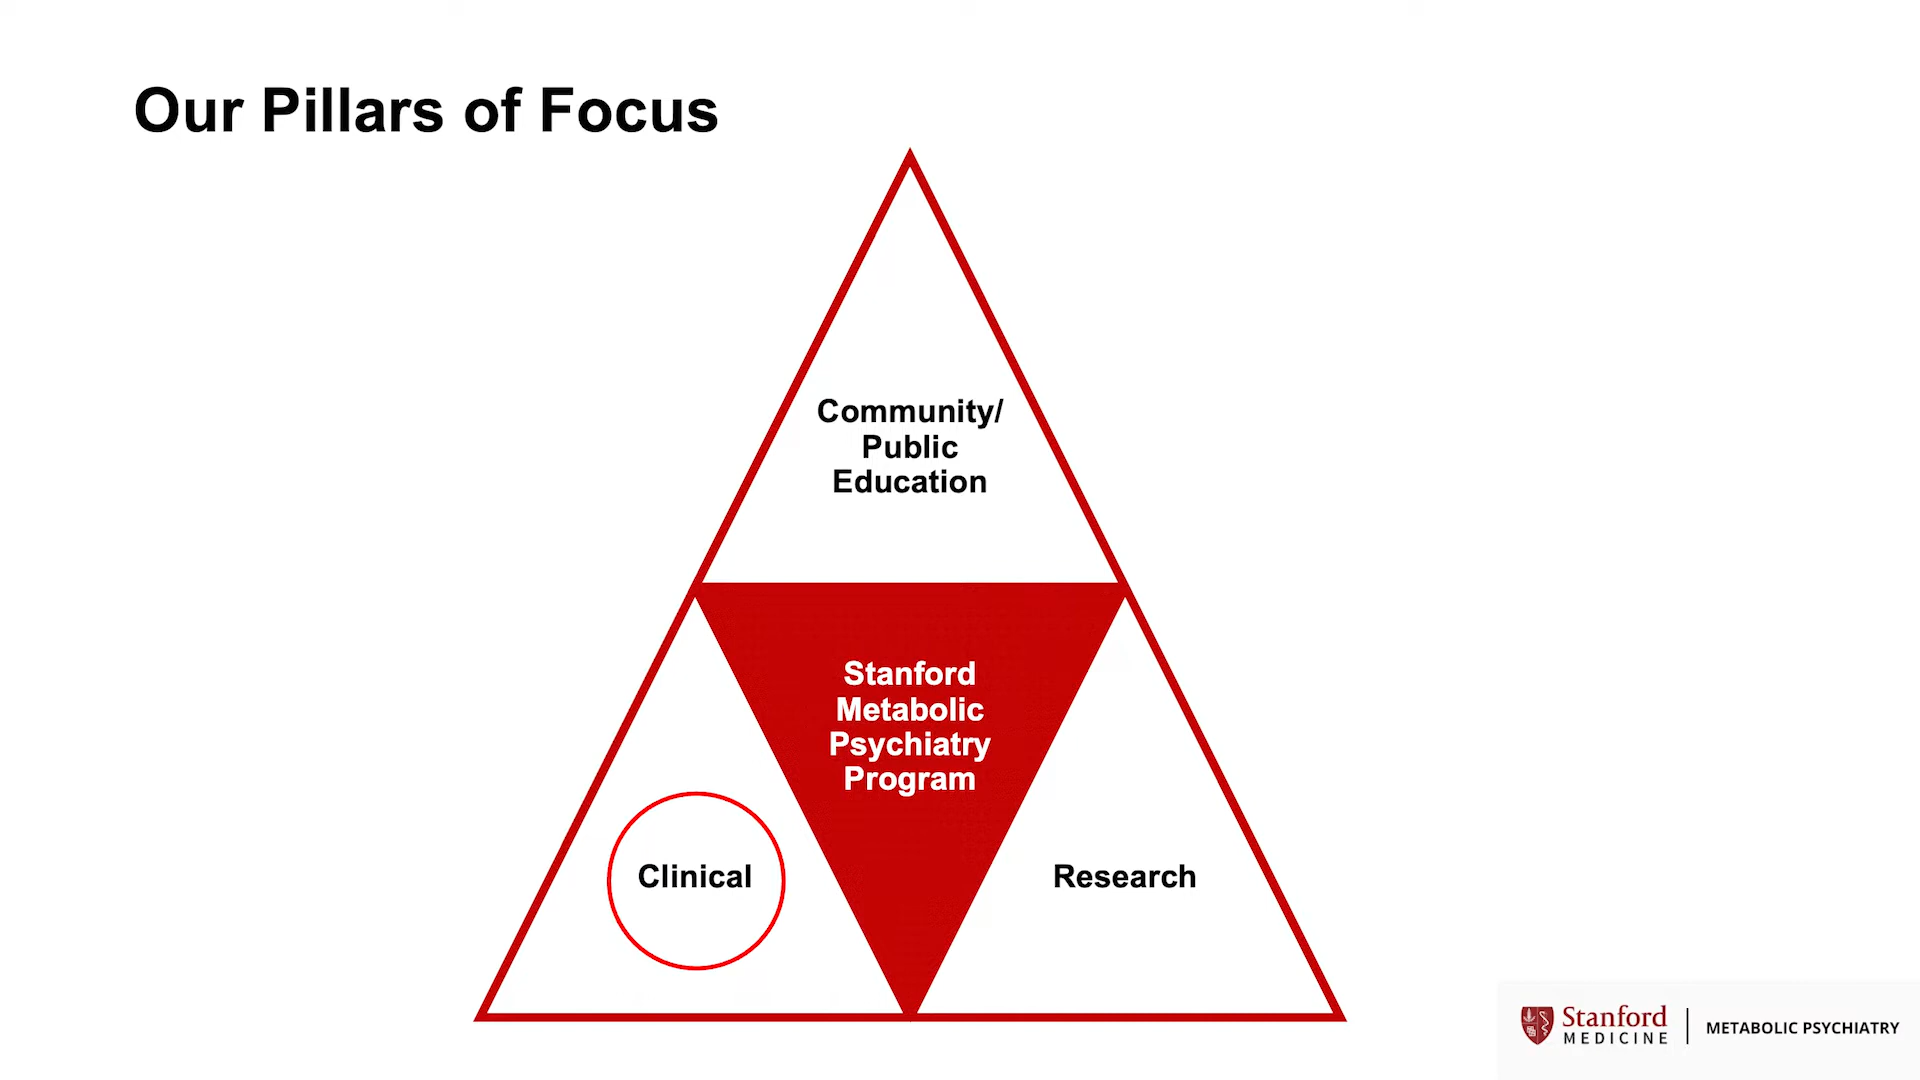 Our Pillars of Focus
Community/
Public
Education
Stanford
Metabolic
Psychiatry
Program
Clinical
Research
Stanford
MEDICINE
METABOLIC PSYCHIATRY